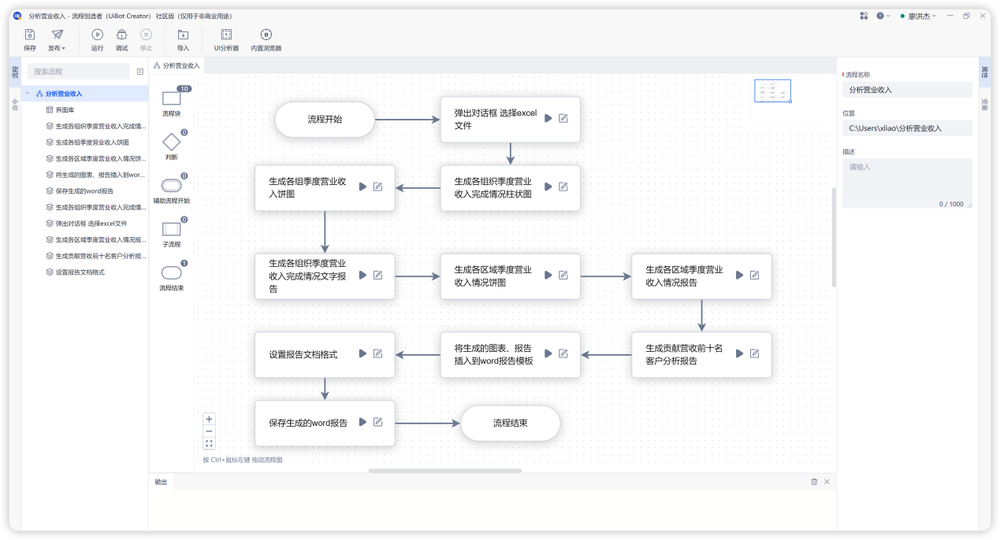 分析营业收入 - 流程创造者（UiBot Creator） 社区版（仅用于非商业用途）
廖洪杰
保存
发布
运行
调试
停止
导入
UI分析器
内置浏览器
搜索流程
分析营业收入
界面库
生成各组织季度营业收入完成情...
生成各组季度营业收入饼图
生成各区域季度营业收入情况饼...
将生成的图表、报告插入到wor...
保存生成的word报告
生成各组织季度营业收入完成情...
弹出对话框 选择excel文件
生成各区域季度营业收入情况报...
生成贡献营收前十名客户分析报...
设置报告文档格式
分析营业收入
10
流程块
0
判断
0
辅助流程开始
0
子流程
1
流程结束
流程开始
弹出对话框 选择excel
文件
生成各组季度营业收
入饼图
生成各组织季度营业
收入完成情况柱状图
生成各组织季度营业
收入完成情况文字报
告
生成各区域季度营业
收入情况饼图
生成各区域季度营业
收入情况报告
设置报告文档格式
将生成的图表、报告
插入到word报告模板
生成贡献营收前十名
客户分析报告
保存生成的word报告
流程结束
按 Ctrl+鼠标左键 拖动流程图
输出
流程名称
分析营业收入
位置
C:\Users\xliao\分析营业收入
描述
请输入
0 / 1000
属性
变量